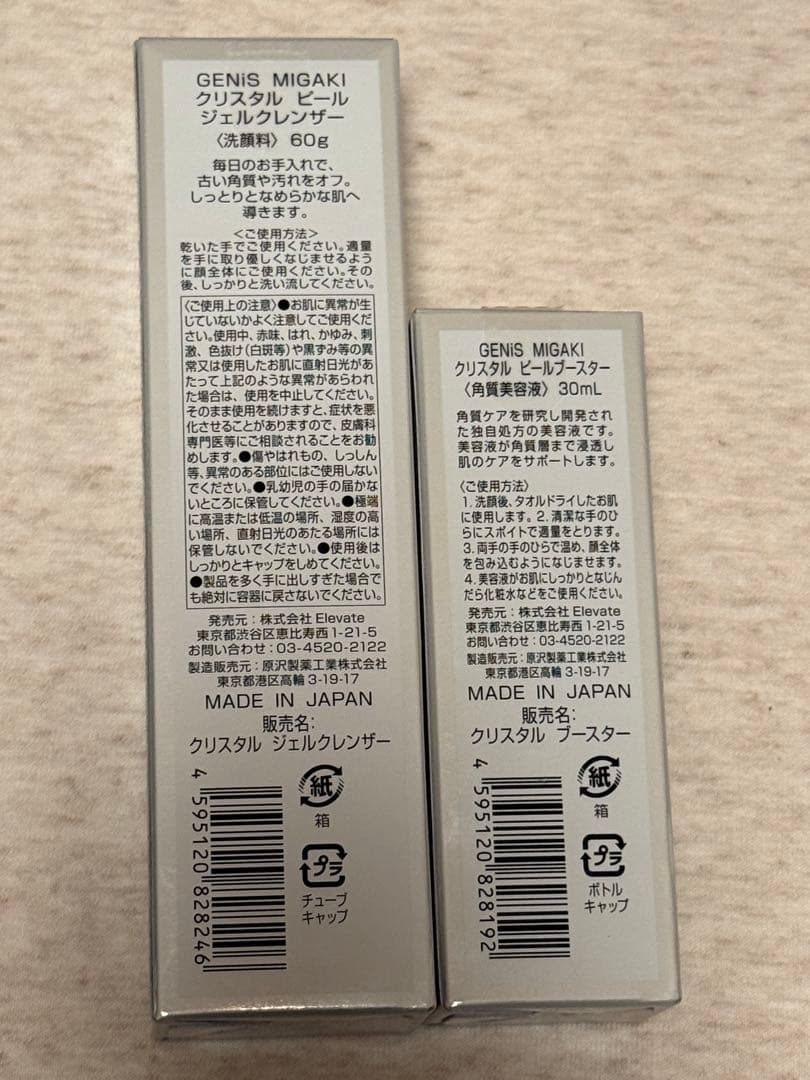 GENiS MIGAKI
クリスタル ピール
ジェルクレンザー
〈洗顔料〉 60g
毎日のお手入れで、
古い角質や汚れをオフ。
しっとりとなめらかな肌へ
導きます。
＜ご使用方法＞
乾いた手でご使用ください。適量
を手に取り優しくなじませるよう
に顔全体にご使用ください。その
後、しっかりと洗い流してください。
〈ご使用上の注意〉●お肌に異常が生
じていないかよく注意してご使用くだ
さい。使用中、赤味、はれ、かゆみ、刺
激、色抜け(白斑等)や黒ずみ等の異
常又は使用したお肌に直射日光があ
たって上記のような異常があらわれ
た場合は、使用を中止してください。
そのまま使用を続けますと、症状を悪
化させることがありますので、皮膚科
専門医等にご相談されることをお勧
めします。●傷やはれもの、しっしん
等、異常のある部位にはご使用しない
でください。●乳幼児の手の届かな
いところに保管してください。●極端
に高温または低温の場所、湿度の高
い場所、直射日光のあたる場所には
保管しないでください。●使用後は
しっかりとキャップをしめてください。
●製品を多く手に出しすぎた場合で
も絶対に容器に戻さないでください。
発売元：株式会社 Elevate
東京都渋谷区恵比寿西 1-21-5
お問い合わせ：03-4520-2122
製造販売元：原沢製薬工業株式会社
東京都港区高輪 3-19-17
MADE IN JAPAN
販売名：
クリスタル ジェルクレンザー
4 595120 828246
紙
箱
プラ
チューブ
キャップ
GENiS MIGAKI
クリスタル ピールブースター
〈角質美容液〉 30mL
角質ケアを研究し開発され
た独自処方の美容液です。
美容液が角質層まで浸透し
肌のケアをサポートします。
〈ご使用方法〉
1. 洗顔後、タオルドライしたお肌
に使用します。2. 清潔な手のひ
らにスポイトで適量をとります。
3. 両手の手のひらで温め、顔全体
を包み込むようになじませます。
4. 美容液がお肌にしっかりとなじん
だら化粧水などをご使用ください。
発売元：株式会社 Elevate
東京都渋谷区恵比寿西 1-21-5
お問い合わせ：03-4520-2122
製造販売元：原沢製薬工業株式会社
東京都港区高輪 3-19-17
MADE IN JAPAN
販売名：
クリスタル ブースター
4 595120 828192
紙
箱
プラ
ボトル
キャップ